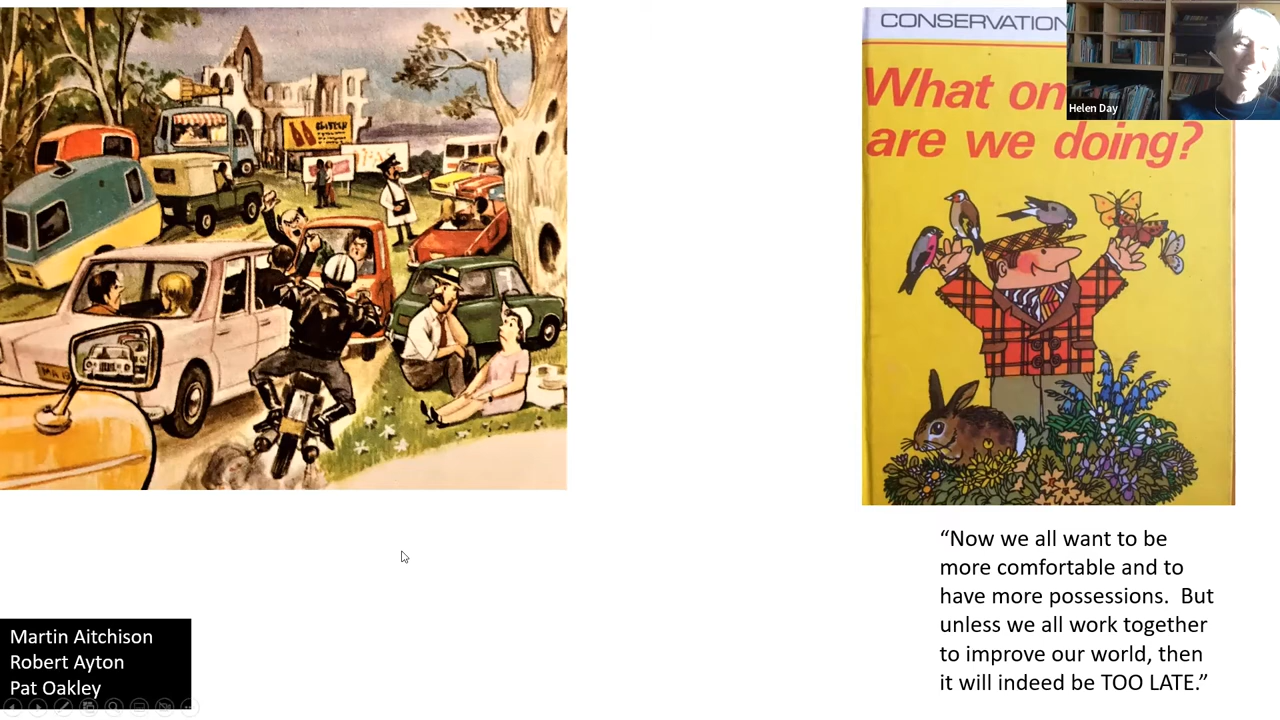 CONSERVATION
What on
are we doing?
Helen Day
“Now we all want to be
more comfortable and to
have more possessions.  But
unless we all work together
to improve our world, then
it will indeed be TOO LATE.”
Martin Aitchison
Robert Ayton
Pat Oakley